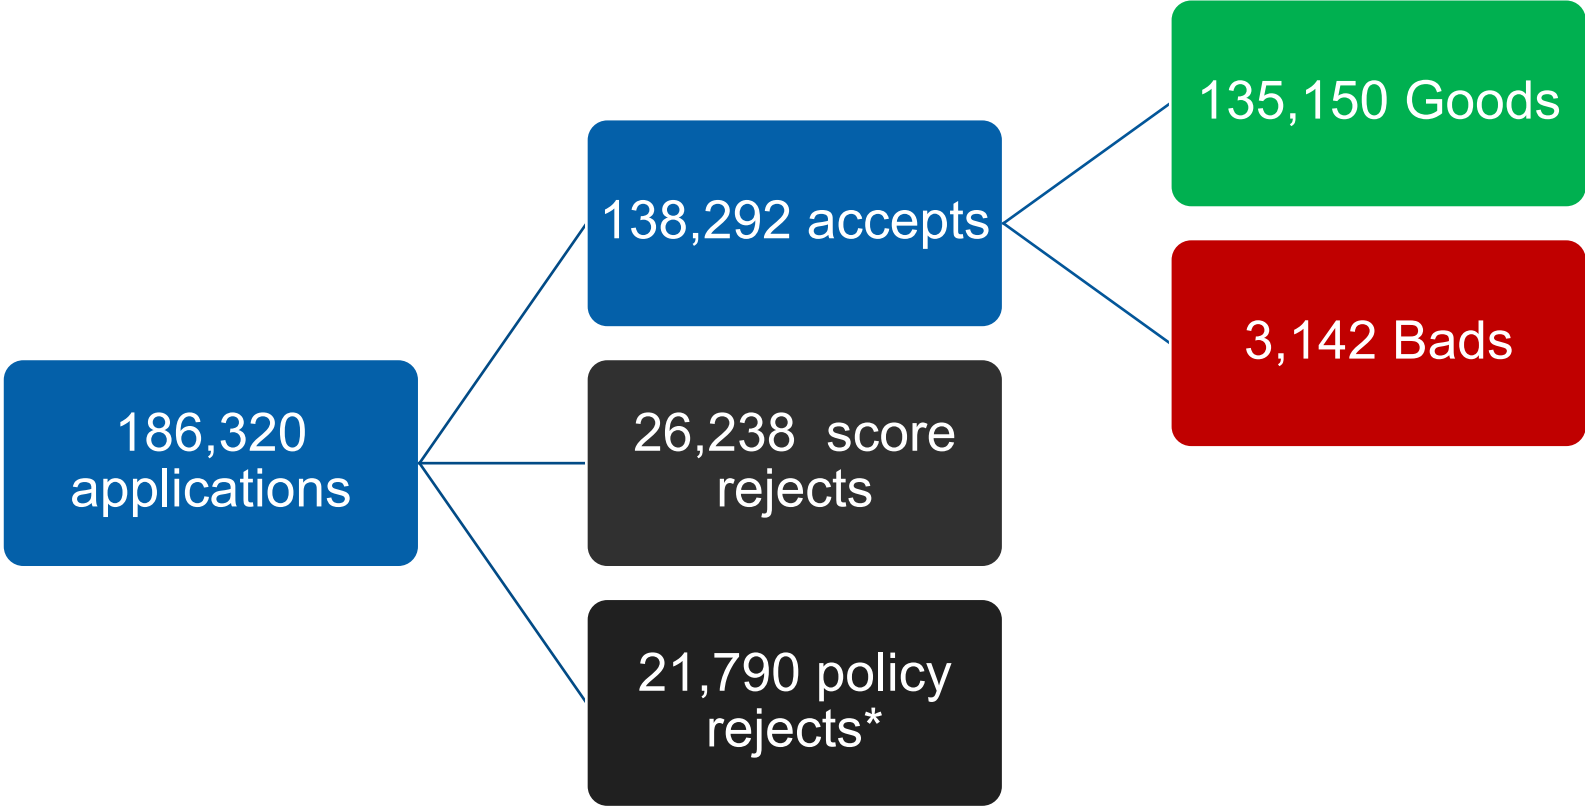 135,150 Goods
138,292 accepts
3,142 Bads
186,320
applications
26,238  score
rejects
21,790 policy
rejects*